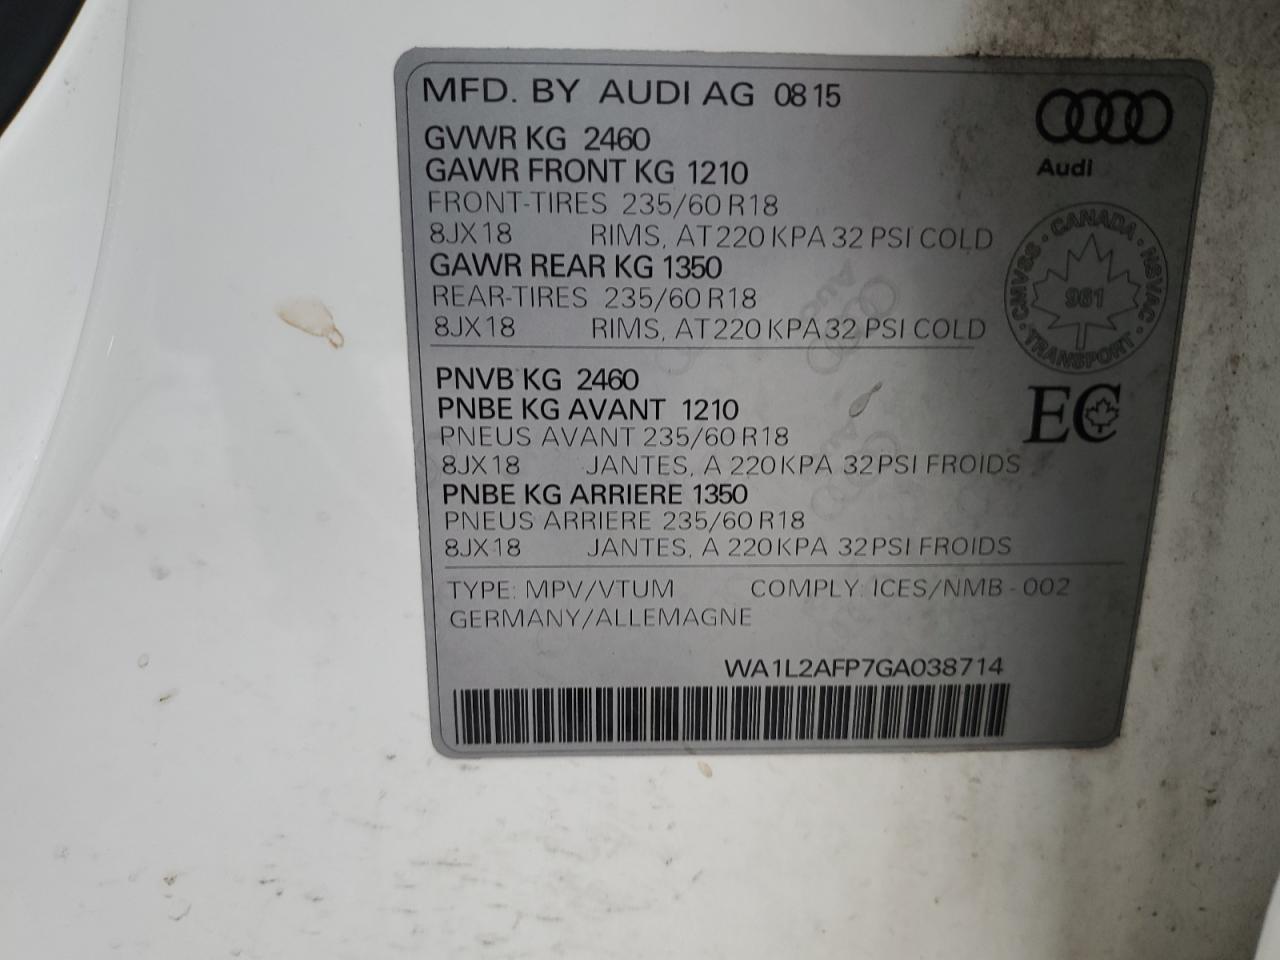 MFD. BY AUDI AG 08 15
GVWR KG 2460
GAWR FRONT KG 1210
FRONT-TIRES 235/60 R18
8JX18 RIMS, AT 220 KPA 32 PSI COLD
GAWR REAR KG 1350
REAR-TIRES 235/60 R18
8JX18 RIMS, AT 220 KPA 32 PSI COLD
Audi
CANADA · NSVAC · TRANSPORT · CMVSS ·
961
PNVB KG 2460
PNBE KG AVANT 1210
PNEUS AVANT 235/60 R18
8JX18 JANTES, A 220 KPA 32 PSI FROIDS
PNBE KG ARRIERE 1350
PNEUS ARRIERE 235/60 R18
8JX18 JANTES, A 220 KPA 32 PSI FROIDS
EC
TYPE: MPV/VTUM COMPLY: ICES/NMB - 002
GERMANY/ALLEMAGNE
WA1L2AFP7GA038714